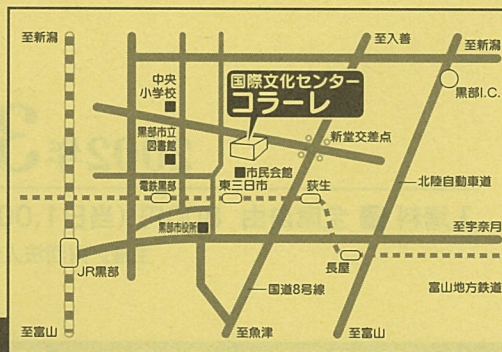 至新潟
至入善
至新潟
中央
小学校
国際文化センター
コラーレ
黒部I.C.
黒部市立
図書館
新堂交差点
市民会館
北陸自動車道
電鉄黒部
東三日市
荻生
黒部市役所
至宇奈月
JR黒部
長屋
国道8号線
富山地方鉄道
至富山
至魚津
至富山